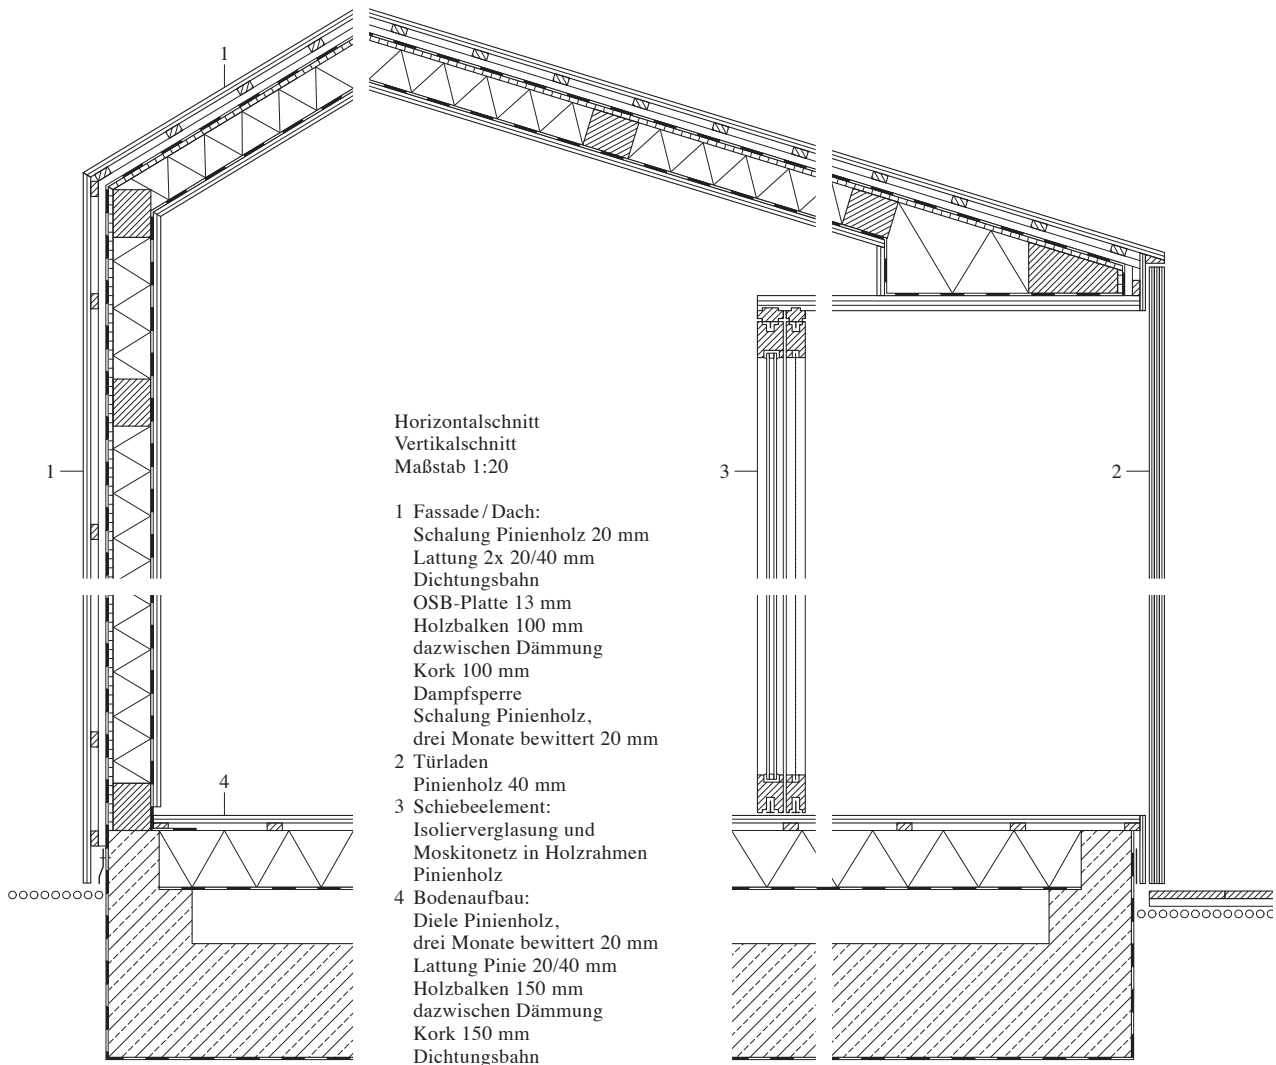 1
Horizontalschnitt
Vertikalschnitt
Maßstab 1:20
1
3
2
1 Fassade / Dach:
Schalung Pinienholz 20 mm
Lattung 2x 20/40 mm
Dichtungsbahn
OSB-Platte 13 mm
Holzbalken 100 mm
dazwischen Dämmung
Kork 100 mm
Dampfsperre
Schalung Pinienholz,
drei Monate bewittert 20 mm
2 Türladen
Pinienholz 40 mm
4
3 Schiebeelement:
Isolierverglasung und
Moskitonetz in Holzrahmen
Pinienholz
4 Bodenaufbau:
Diele Pinienholz,
drei Monate bewittert 20 mm
Lattung Pinie 20/40 mm
Holzbalken 150 mm
dazwischen Dämmung
Kork 150 mm
Dichtungsbahn